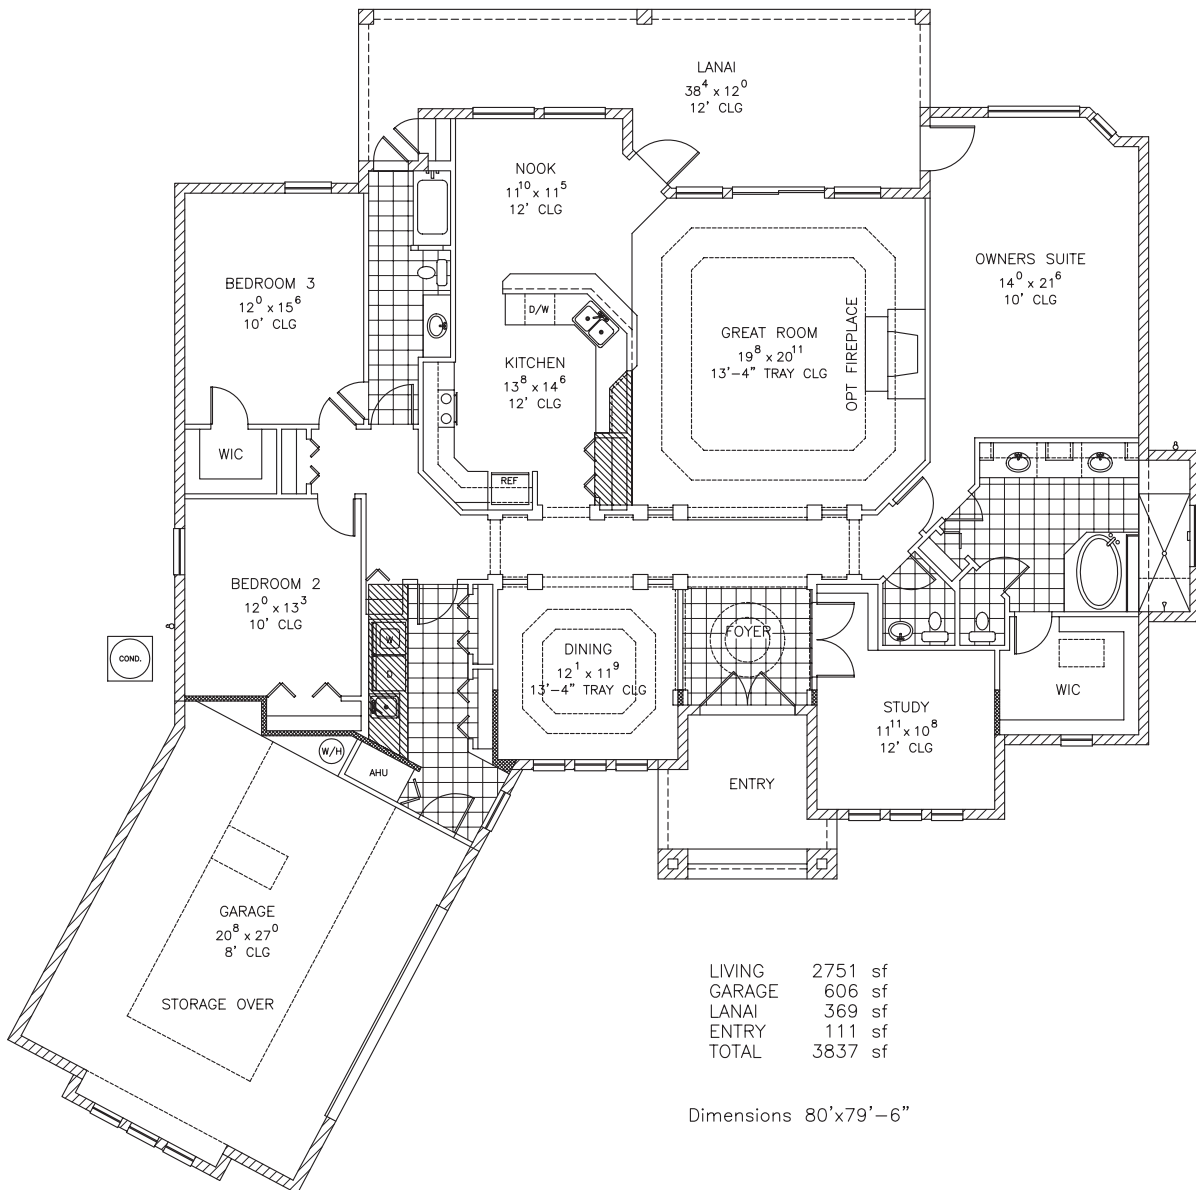 LANAI
38⁴ x 12⁰
12' CLG
NOOK
11¹⁰ x 11⁵
12' CLG
OWNERS SUITE
14⁰ x 21⁶
10' CLG
BEDROOM 3
12⁰ x 15⁶
10' CLG
D/W
GREAT ROOM
19⁸ x 20¹¹
13'-4" TRAY CLG
OPT FIREPLACE
KITCHEN
13⁸ x 14⁶
12' CLG
WIC
REF
BEDROOM 2
12⁰ x 13³
10' CLG
W
D
COND.
DINING
12¹ x 11⁹
13'-4" TRAY CLG
FOYER
WIC
STUDY
11¹¹ x 10⁸
12' CLG
W/H
AHU
ENTRY
GARAGE
20⁸ x 27⁰
8' CLG
STORAGE OVER
LIVING 2751 sf
GARAGE 606 sf
LANAI 369 sf
ENTRY 111 sf
TOTAL 3837 sf
Dimensions 80'x79'-6"